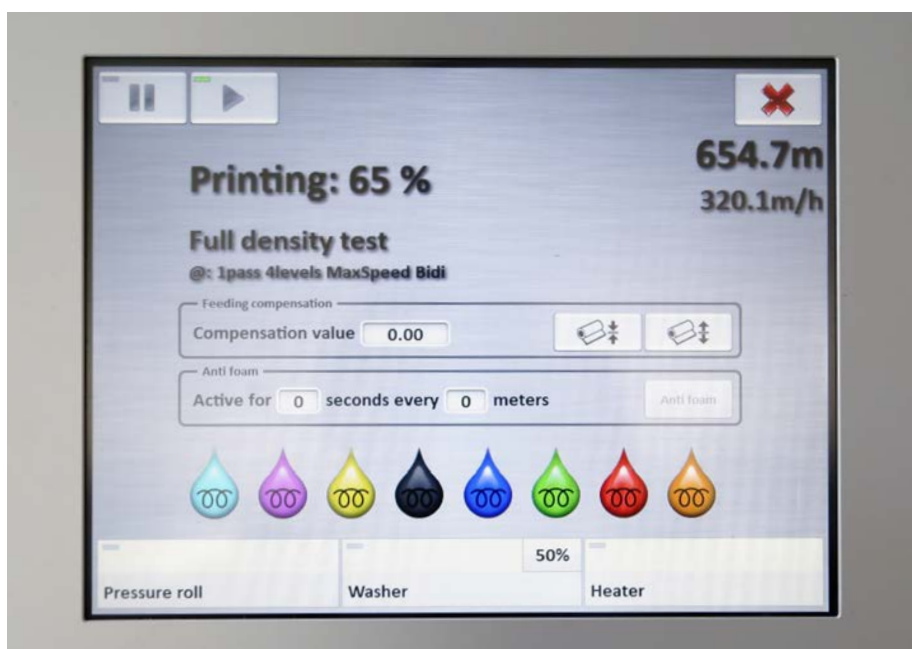 654.7m
Printing: 65 %
320.1m/h
Full density test
@: 1pass 4levels MaxSpeed Bidi
Feeding compensation
Compensation value 0.00
Anti foam
Active for 0 seconds every 0 meters Anti foam
50%
Pressure roll Washer Heater